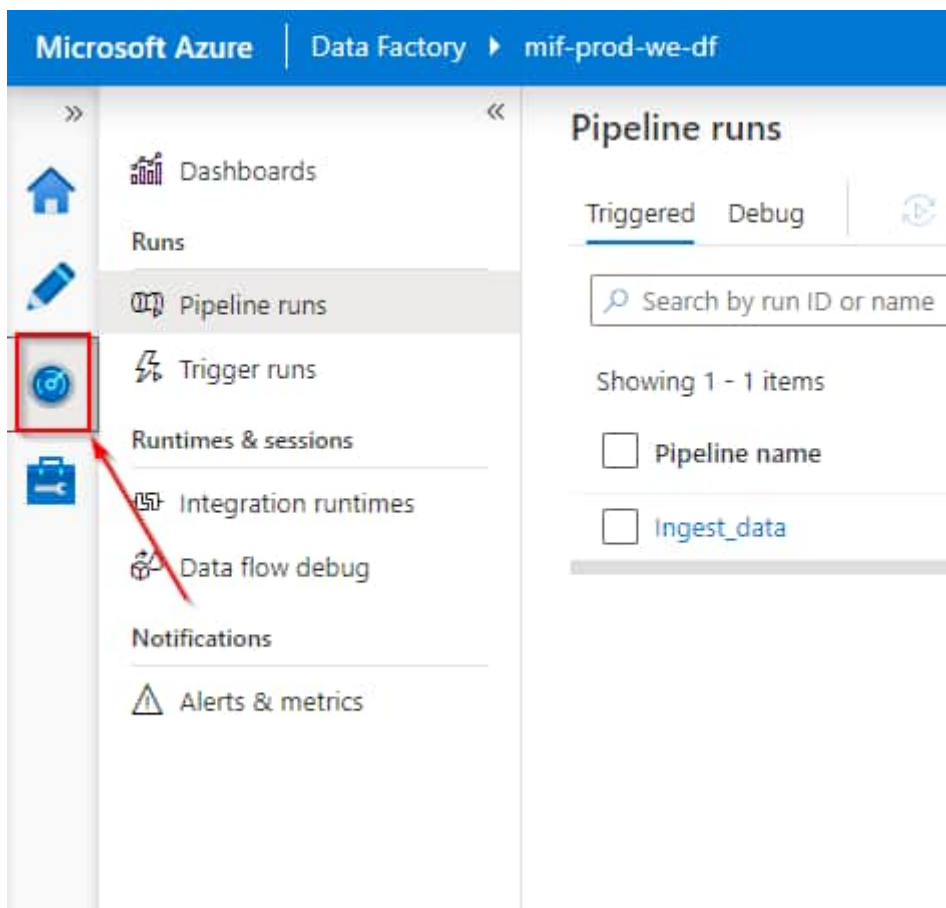 Microsoft Azure | Data Factory ▸ mif-prod-we-df
»
«
Dashboards
Runs
Pipeline runs
Trigger runs
Runtimes & sessions
Integration runtimes
Data flow debug
Notifications
Alerts & metrics
Pipeline runs
Triggered Debug
Search by run ID or name
Showing 1 - 1 items
Pipeline name
Ingest_data